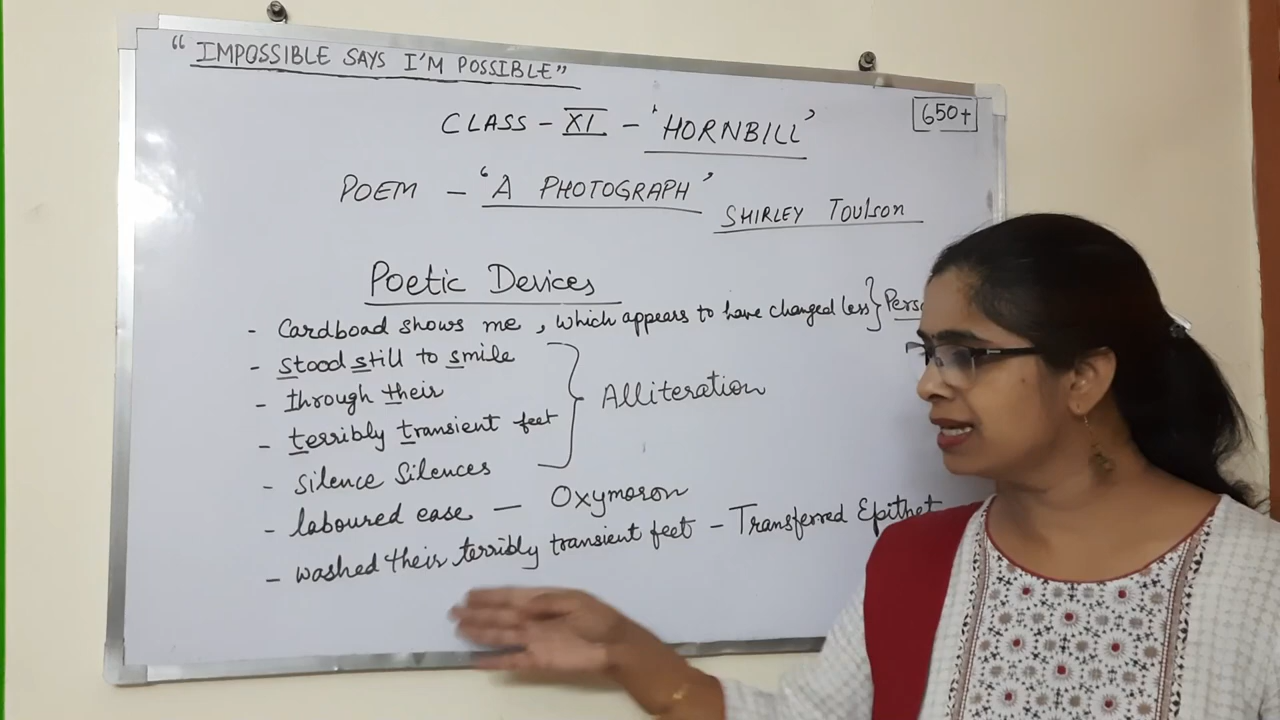 “IMPOSSIBLE SAYS I'M POSSIBLE”
650+
CLASS - XI - ‘HORNBILL’
POEM - ‘A PHOTOGRAPH’
SHIRLEY Toulson
Poetic Devices
- Cardboad shows me, which appears to have changed less}
- Stood still to smile
- through their
- terribly transient feet
- Silence Silences
} Alliteration
- laboured ease - Oxymoron
- washed their terribly transient feet - Transferred Epithet